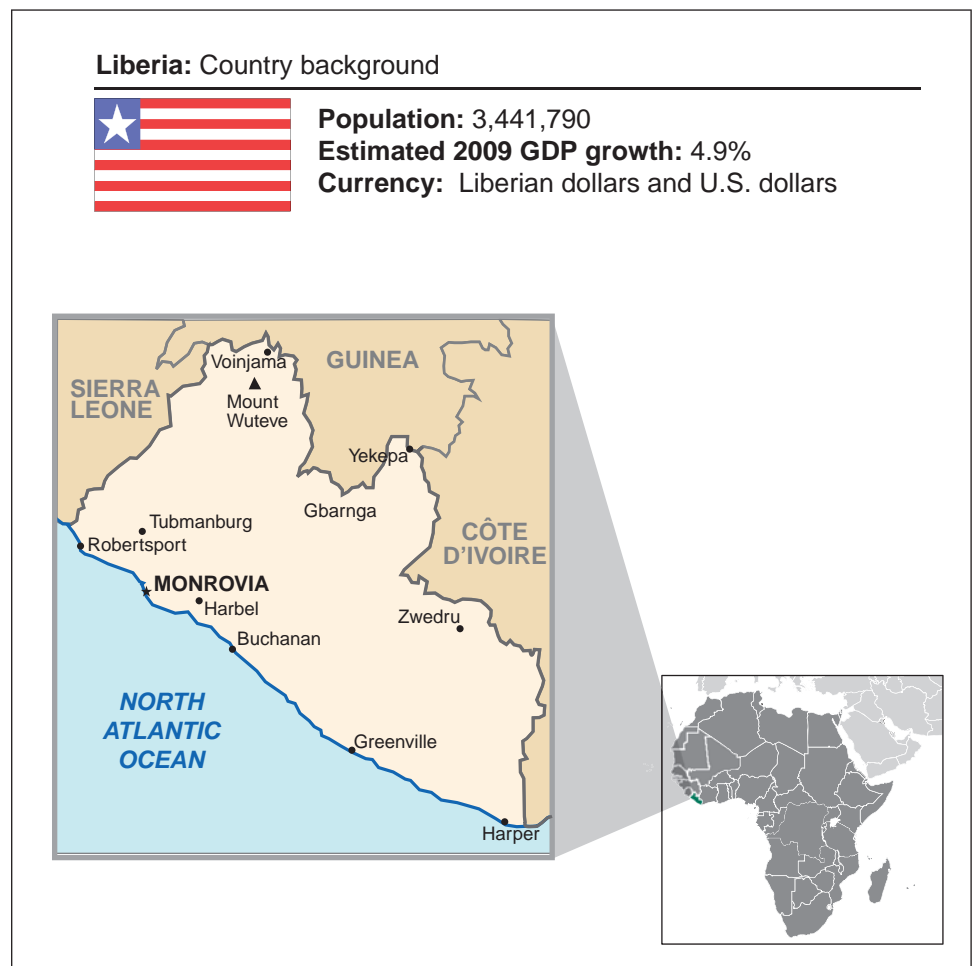 Liberia: Country background
Population: 3,441,790
Estimated 2009 GDP growth: 4.9%
Currency: Liberian dollars and U.S. dollars
Voinjama
GUINEA
SIERRA
LEONE
Mount
Wuteve
Yekepa
Gbarnga
Tubmanburg
CÔTE
D'IVOIRE
Robertsport
MONROVIA
Harbel
Zwedru
Buchanan
NORTH
ATLANTIC
OCEAN
Greenville
Harper